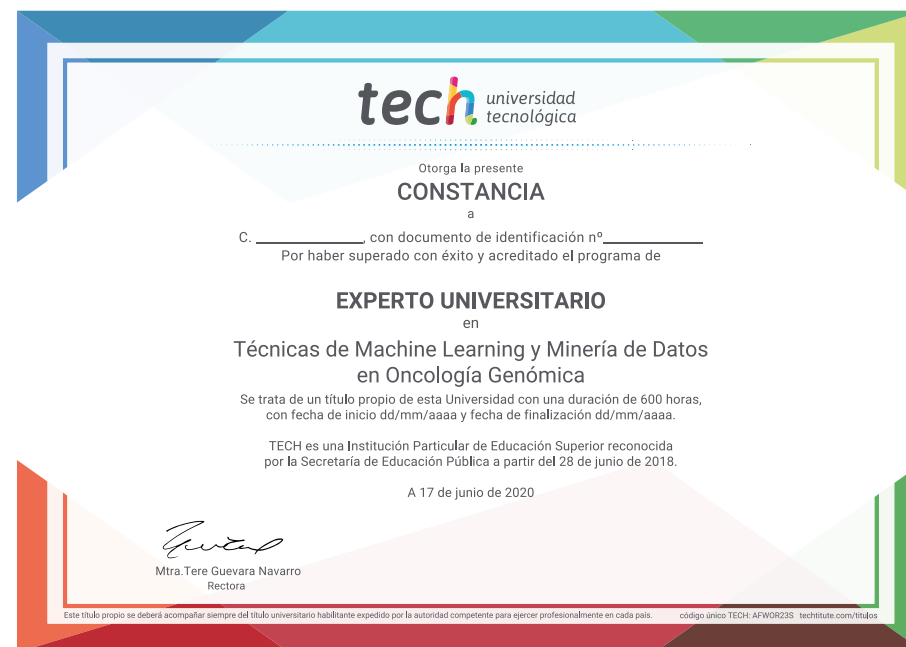 tech universidad
tecnológica
Otorga la presente
CONSTANCIA
a
C. ______________, con documento de identificación nº_____________
Por haber superado con éxito y acreditado el programa de
EXPERTO UNIVERSITARIO
en
Técnicas de Machine Learning y Minería de Datos
en Oncología Genómica
Se trata de un título propio de esta Universidad con una duración de 600 horas,
con fecha de inicio dd/mm/aaaa y fecha de finalización dd/mm/aaaa.
TECH es una Institución Particular de Educación Superior reconocida
por la Secretaría de Educación Pública a partir del 28 de junio de 2018.
A 17 de junio de 2020
Mtra.Tere Guevara Navarro
Rectora
Este título propio se deberá acompañar siempre del título universitario habilitante expedido por la autoridad competente para ejercer profesionalmente en cada país. código único TECH: AFWOR23S techtitute.com/titulos